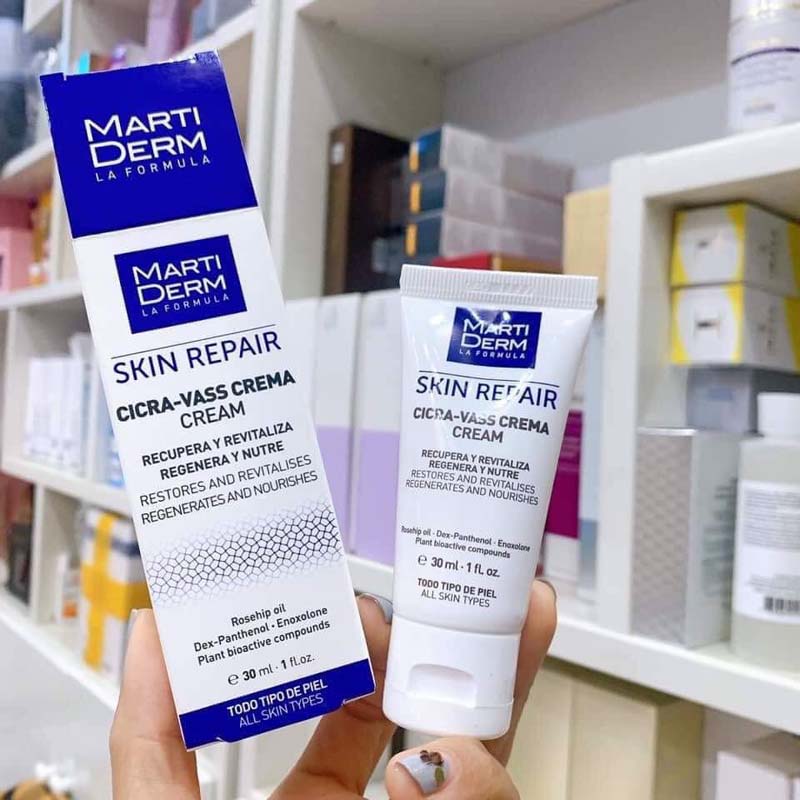 MARTI
DERM
LA FORMULA
MARTI
DERM
LA FORMULA
SKIN REPAIR
CICRA-VASS CREMA
CREAM
RECUPERA Y REVITALIZA
REGENERA Y NUTRE
RESTORES AND REVITALISES
REGENERATES AND NOURISHES
Rosehip oil
Dex-Panthenol · Enoxolone
Plant bioactive compounds
℮ 30 ml · 1 fl.oz.
TODO TIPO DE PIEL
ALL SKIN TYPES
MARTI
DERM
LA FORMULA
SKIN REPAIR
CICRA-VASS CREMA
CREAM
RECUPERA Y REVITALIZA
REGENERA Y NUTRE
RESTORES AND REVITALISES
REGENERATES AND NOURISHES
Rosehip oil · Dex-Panthenol · Enoxolone
Plant bioactive compounds
℮ 30 ml · 1 fl. oz.
TODO TIPO DE PIEL
ALL SKIN TYPES